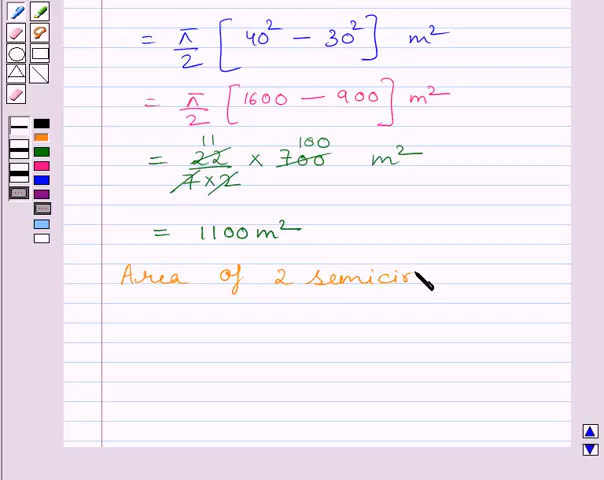 = π/2 [40² − 30²] m²
= π/2 [1600 − 900] m²
11 100
= 22/7×2 × 700 m²
= 1100 m²
Area of 2 semicir